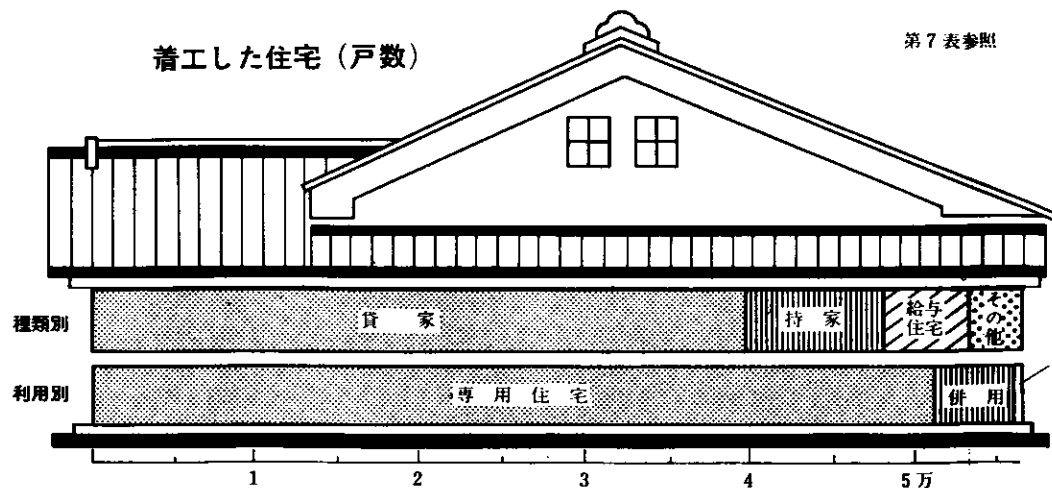 着工した住宅（戸数）
第7表参照
種類別
貸家
持家
給与
住宅
その他
利用別
専用住宅
併用
1
2
3
4
5万